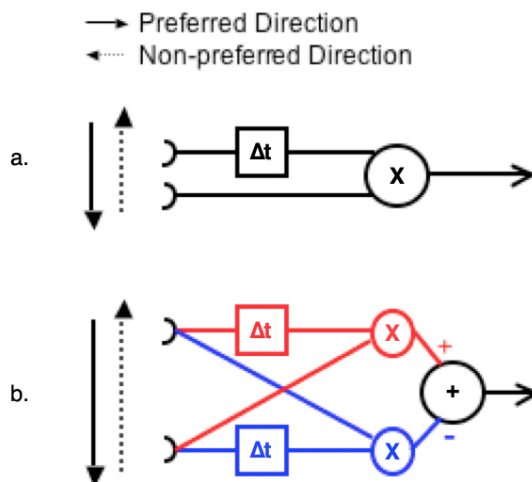 Preferred Direction
Non-preferred Direction
a.
Δt
X
b.
Δt
X
+
+
-
Δt
X